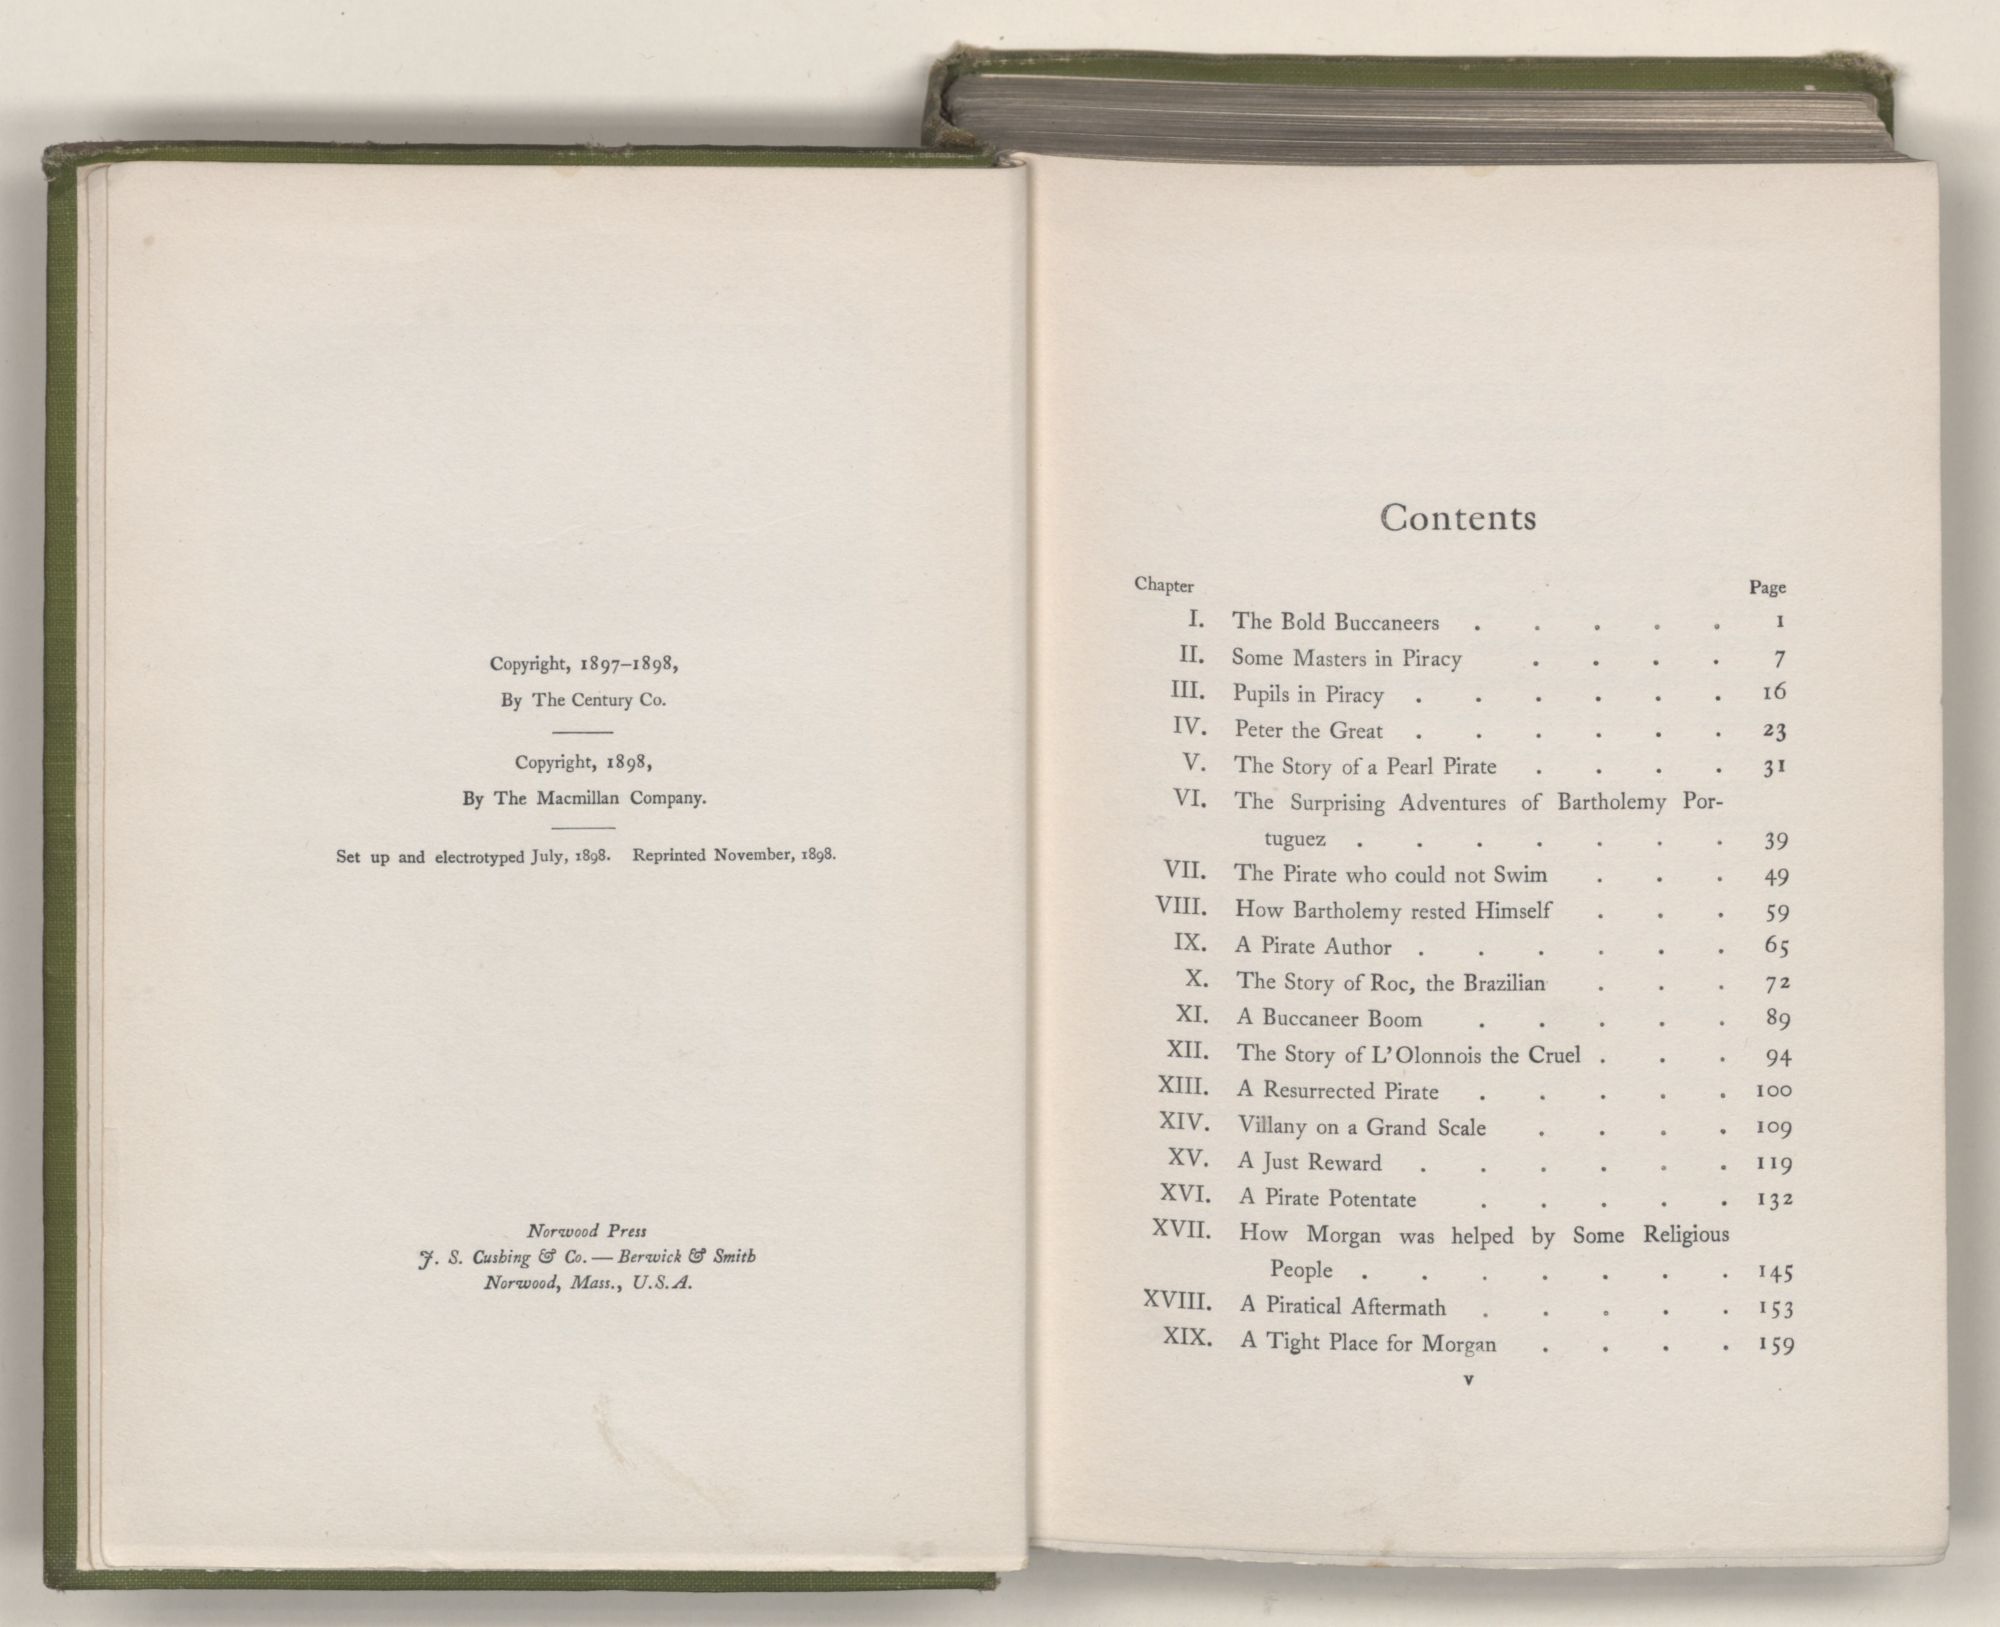 Copyright, 1897–1898,
By The Century Co.
Copyright, 1898,
By The Macmillan Company.
Set up and electrotyped July, 1898. Reprinted November, 1898.
Norwood Press
J. S. Cushing & Co. — Berwick & Smith
Norwood, Mass., U.S.A.
Contents
Chapter Page
I. The Bold Buccaneers . . . . . 1
II. Some Masters in Piracy . . . . 7
III. Pupils in Piracy . . . . . . 16
IV. Peter the Great . . . . . . 23
V. The Story of a Pearl Pirate . . . . 31
VI. The Surprising Adventures of Bartholemy Por-
tuguez . . . . . . . 39
VII. The Pirate who could not Swim . . . 49
VIII. How Bartholemy rested Himself . . . 59
IX. A Pirate Author . . . . . . 65
X. The Story of Roc, the Brazilian . . . 72
XI. A Buccaneer Boom . . . . . 89
XII. The Story of L'Olonnois the Cruel . . . 94
XIII. A Resurrected Pirate . . . . . 100
XIV. Villany on a Grand Scale . . . . 109
XV. A Just Reward . . . . . . 119
XVI. A Pirate Potentate . . . . . 132
XVII. How Morgan was helped by Some Religious
People . . . . . . . 145
XVIII. A Piratical Aftermath . . . . . 153
XIX. A Tight Place for Morgan . . . . 159
v